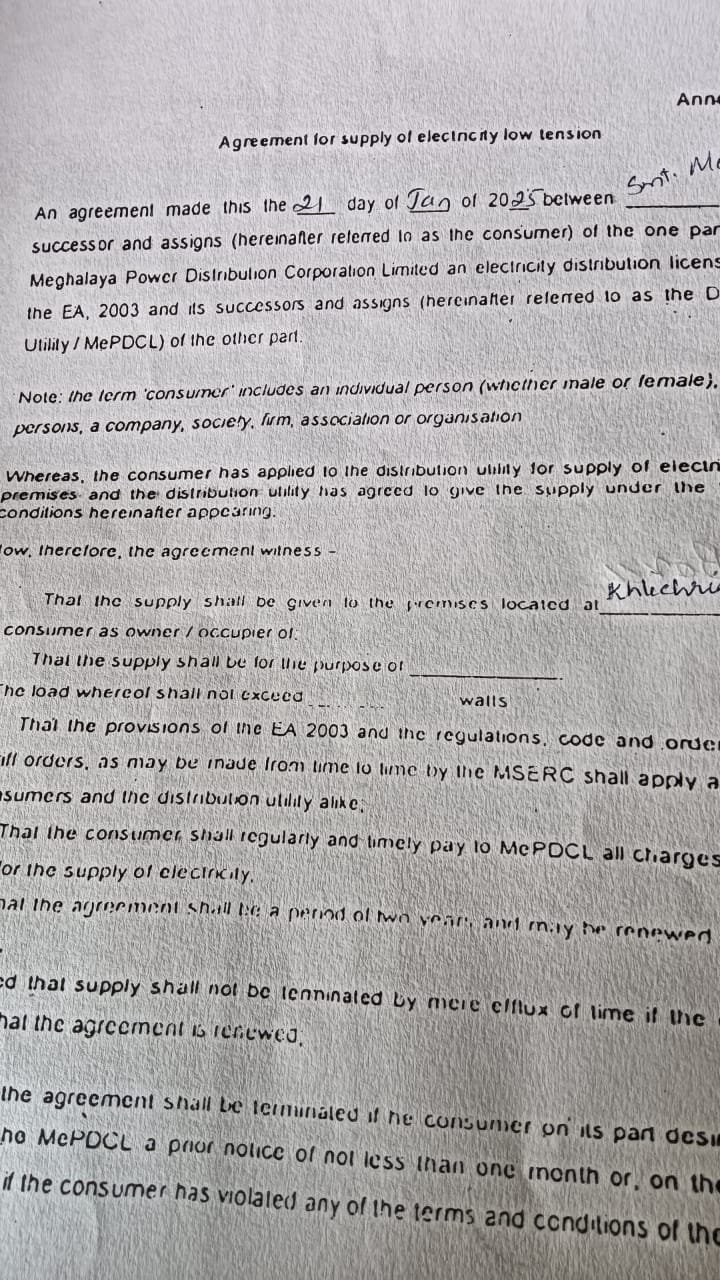 Agreement for supply of electricity low tension
An agreement made this the 21 day of Jan of 2025 between Smt.
successor and assigns (hereinafter referred to as the consumer) of the one par
Meghalaya Power Distribution Corporation Limited an electricity distribution licens
the EA, 2003 and its successors and assigns (hereinafter referred to as the D
Utility / MePDCL) of the other part.
Note: the term 'consumer' includes an individual person (whether male or female),
persons, a company, society, firm, association or organisation
Whereas, the consumer has applied to the distribution utility for supply of electri
premises and the distribution utility has agreed to give the supply under the
conditions hereinafter appearing.
ow, therefore, the agreement witness -
That the supply shall be given to the premises located at
consumer as owner / occupier of:
That the supply shall be for the purpose of ____________.
The load whereof shall not exceed ____ walls
That the provisions of the EA 2003 and the regulations, code and order
iff orders, as may be made from time to time by the MSERC shall apply a
nsumers and the distribution utility alike;
That the consumer shall regularly and timely pay to MePDCL all charges
for the supply of electricity.
hat the agreement shall be a period of two years and may be renewed
ed that supply shall not be terminated by mere efflux of time if the
hat the agreement is renewed.
the agreement shall be terminated if he consumer on its part desi
he MePDCL a prior notice of not less than one month or, on the
if the consumer has violated any of the terms and conditions of the